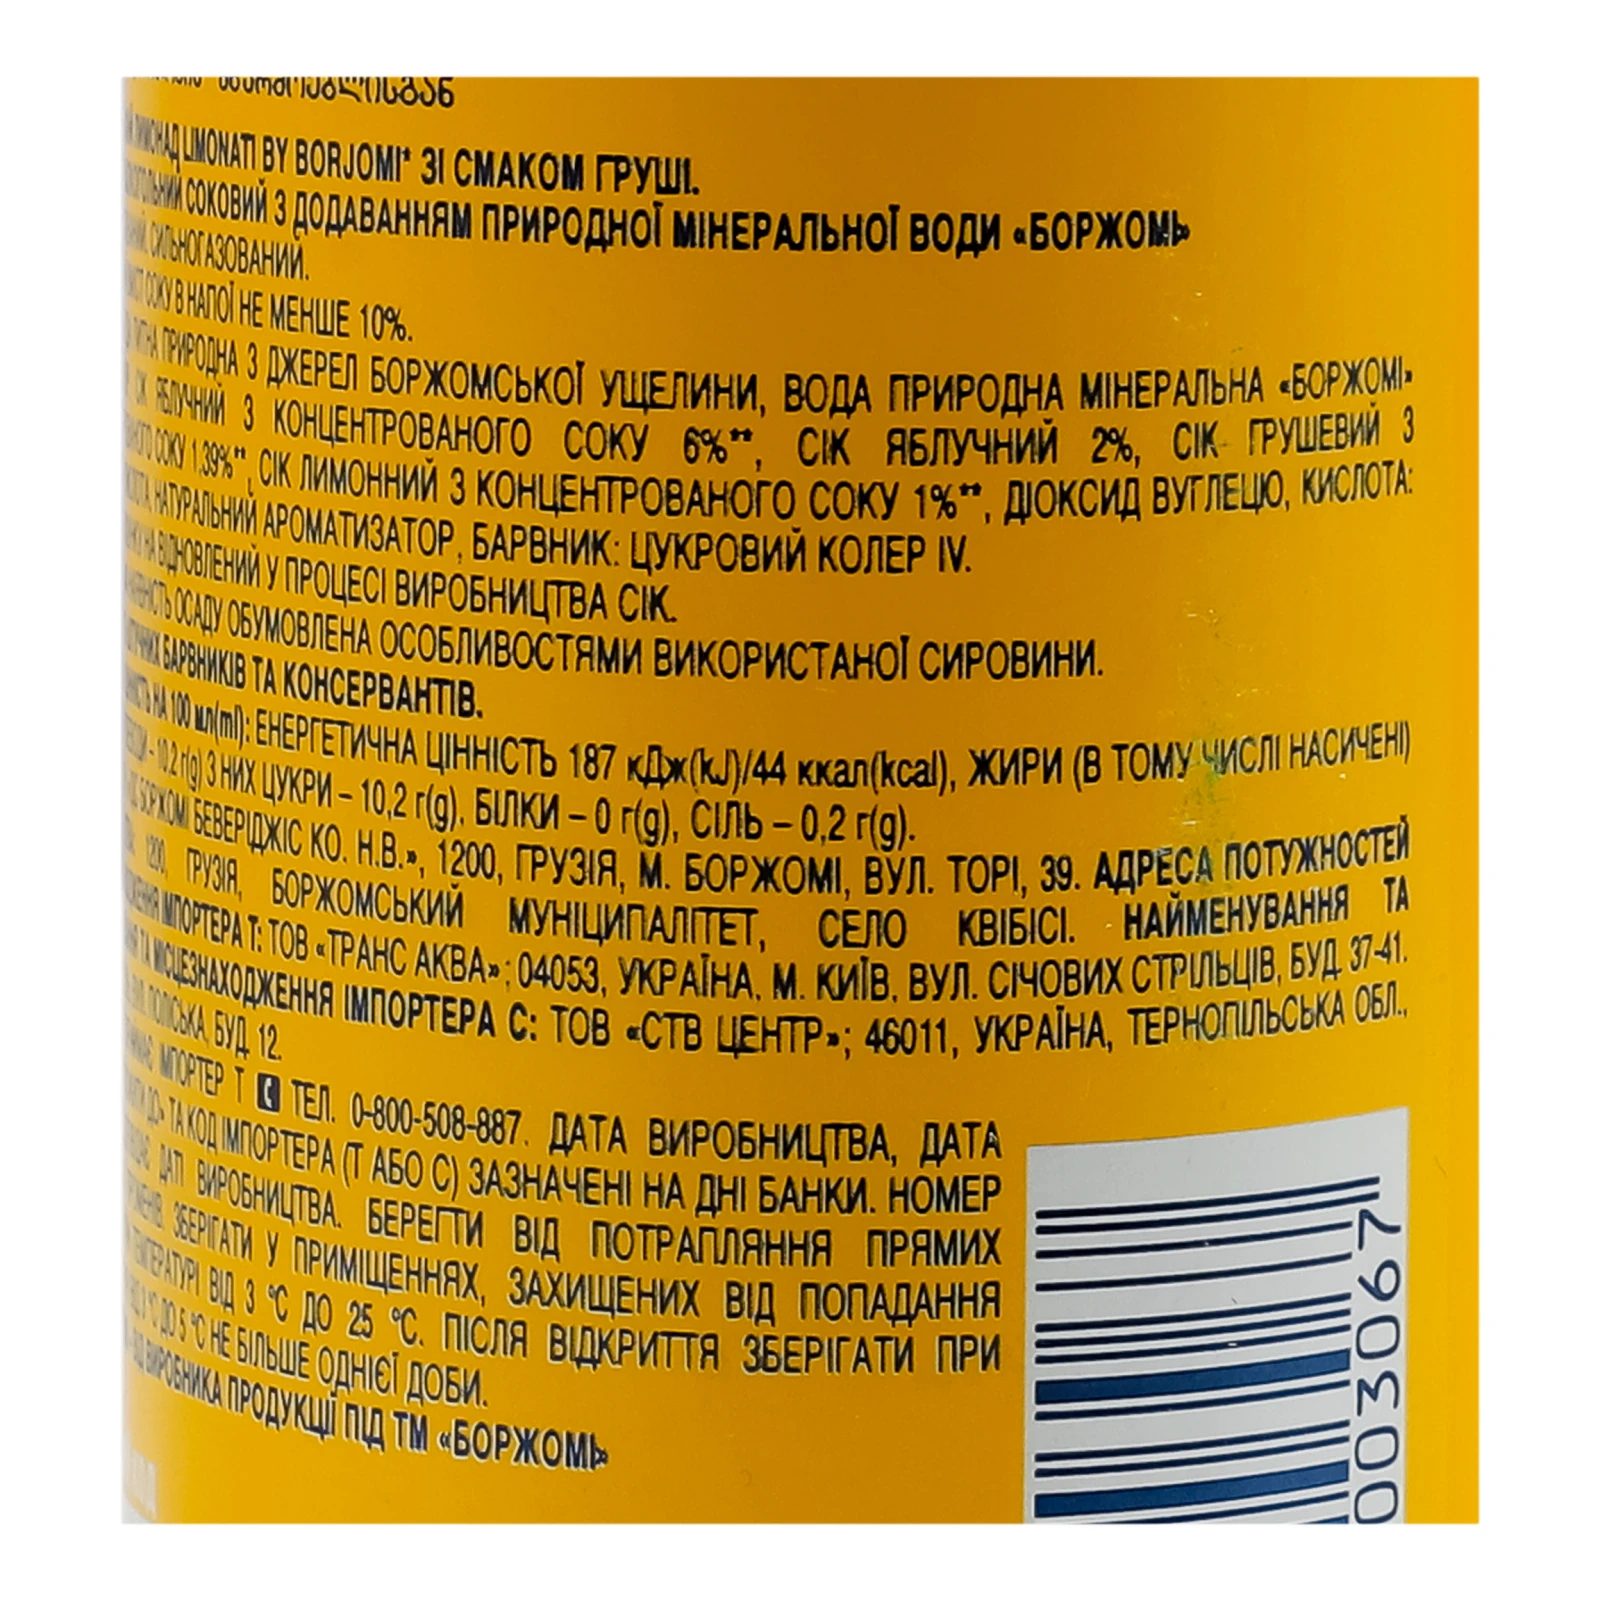 ЛИМОНАД LIMONATI BY BORJOMI* ЗІ СМАКОМ ГРУШІ.
СОКОВИЙ З ДОДАВАННЯМ ПРИРОДНОЇ МІНЕРАЛЬНОЇ ВОДИ «БОРЖОМІ»
СИЛЬНОГАЗОВАНИЙ.
СОКУ В НАПОЇ НЕ МЕНШЕ 10%.
ПИТНА ПРИРОДНА З ДЖЕРЕЛ БОРЖОМСЬКОЇ УЩЕЛИНИ, ВОДА ПРИРОДНА МІНЕРАЛЬНА «БОРЖОМІ»
СІК ЯБЛУЧНИЙ З КОНЦЕНТРОВАНОГО СОКУ 6%**, СІК ЯБЛУЧНИЙ 2%, СІК ГРУШЕВИЙ З
СОКУ 1,39%**, СІК ЛИМОННИЙ З КОНЦЕНТРОВАНОГО СОКУ 1%**, ДІОКСИД ВУГЛЕЦЮ, КИСЛОТА:
НАТУРАЛЬНИЙ АРОМАТИЗАТОР, БАРВНИК: ЦУКРОВИЙ КОЛЕР IV.
НА ВІДНОВЛЕНИЙ У ПРОЦЕСІ ВИРОБНИЦТВА СІК.
ОСАДУ ОБУМОВЛЕНА ОСОБЛИВОСТЯМИ ВИКОРИСТАНОЇ СИРОВИНИ.
БАРВНИКІВ ТА КОНСЕРВАНТІВ.
НА 100 мл(ml): ЕНЕРГЕТИЧНА ЦІННІСТЬ 187 кДж(kJ)/44 ккал(kcal), ЖИРИ (В ТОМУ ЧИСЛІ НАСИЧЕНІ)
– 10,2 г(g) З НИХ ЦУКРИ – 10,2 г(g), БІЛКИ – 0 г(g), СІЛЬ – 0,2 г(g).
БОРЖОМІ БЕВЕРІДЖІС КО. Н.В.», 1200, ГРУЗІЯ, М. БОРЖОМІ, ВУЛ. ТОРІ, 39. АДРЕСА ПОТУЖНОСТЕЙ
1200, ГРУЗІЯ, БОРЖОМСЬКИЙ МУНІЦИПАЛІТЕТ, СЕЛО КВІБІСІ. НАЙМЕНУВАННЯ ТА
ІМПОРТЕРА Т: ТОВ «ТРАНС АКВА»; 04053, УКРАЇНА, М. КИЇВ, ВУЛ. СІЧОВИХ СТРІЛЬЦІВ, БУД. 37-41.
ТА МІСЦЕЗНАХОДЖЕННЯ ІМПОРТЕРА С: ТОВ «СТВ ЦЕНТР»; 46011, УКРАЇНА, ТЕРНОПІЛЬСЬКА ОБЛ.,
ПОЛІСЬКА, БУД. 12.
ІМПОРТЕР Т ТЕЛ. 0-800-508-887. ДАТА ВИРОБНИЦТВА, ДАТА
ДО» ТА КОД ІМПОРТЕРА (Т АБО С) ЗАЗНАЧЕНІ НА ДНІ БАНКИ. НОМЕР
ДАТІ ВИРОБНИЦТВА. БЕРЕГТИ ВІД ПОТРАПЛЯННЯ ПРЯМИХ
ЗБЕРІГАТИ У ПРИМІЩЕННЯХ, ЗАХИЩЕНИХ ВІД ПОПАДАННЯ
ТЕМПЕРАТУРІ ВІД 3 °С ДО 25 °С. ПІСЛЯ ВІДКРИТТЯ ЗБЕРІГАТИ ПРИ
ДО 5 °С НЕ БІЛЬШЕ ОДНІЄЇ ДОБИ.
ВІД ВИРОБНИКА ПРОДУКЦІЇ ПІД ТМ «БОРЖОМІ»
003067